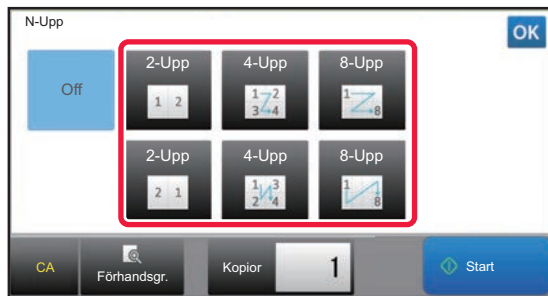 N-Upp
OK
Off
2-Upp
4-Upp
8-Upp
1 2
1 2
3 4
1
8
2-Upp
4-Upp
8-Upp
2 1
1 3
2 4
1
8
CA
Förhandsgr.
Kopior
1
Start